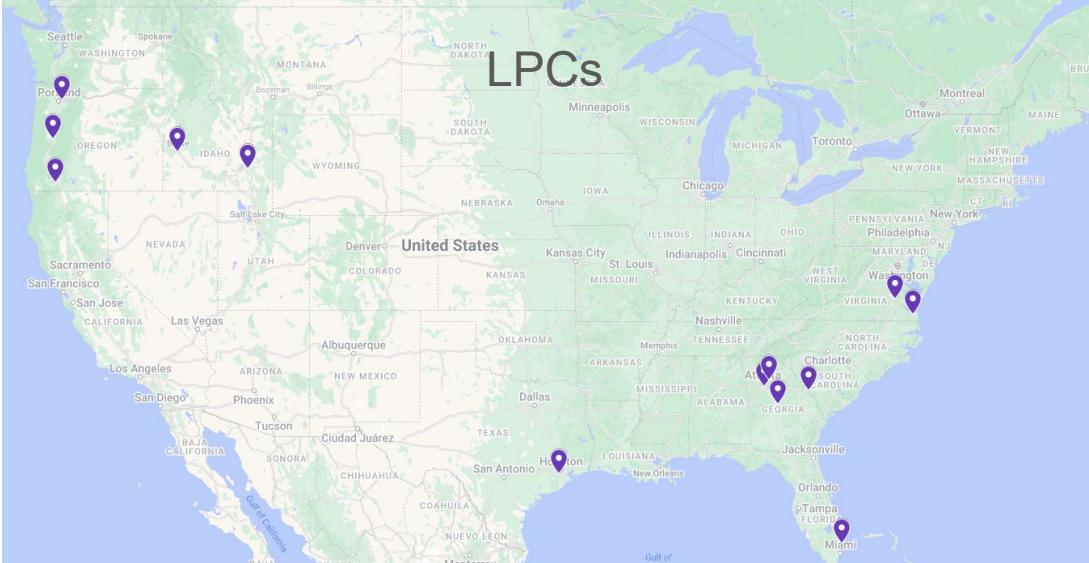 LPCs
Seattle
Spokane
WASHINGTON
MONTANA
NORTH
DAKOTA
Montreal
Ottawa
MAINE
Portland
Bozeman
Billings
Minneapolis
WISCONSIN
VERMONT
Toronto
OREGON
IDAHO
SOUTH
DAKOTA
MICHIGAN
NEW
HAMPSHIRE
WYOMING
NEW YORK
MASSACHUSETTS
Chicago
IOWA
CT
RI
NEBRASKA
Omaha
Salt Lake City
PENNSYLVANIA
New York
NEVADA
Denver
United States
ILLINOIS
INDIANA
OHIO
Philadelphia
NJ
UTAH
Kansas City
Indianapolis
Cincinnati
MARYLAND
DE
Sacramento
COLORADO
KANSAS
St. Louis
MISSOURI
WEST
VIRGINIA
Washington
San Francisco
San Jose
KENTUCKY
VIRGINIA
CALIFORNIA
Las Vegas
Nashville
Albuquerque
OKLAHOMA
Memphis
TENNESSEE
NORTH
CAROLINA
Los Angeles
ARIZONA
NEW MEXICO
ARKANSAS
Charlotte
SOUTH
CAROLINA
San Diego
Phoenix
Dallas
MISSISSIPPI
ALABAMA
GEORGIA
Tucson
Ciudad Juárez
TEXAS
BAJA
CALIFORNIA
SONORA
CHIHUAHUA
San Antonio
Houston
LOUISIANA
New Orleans
Jacksonville
Gulf of California
COAHUILA
Orlando
Tampa
FLORIDA
NUEVO LEON
Miami
Gulf of